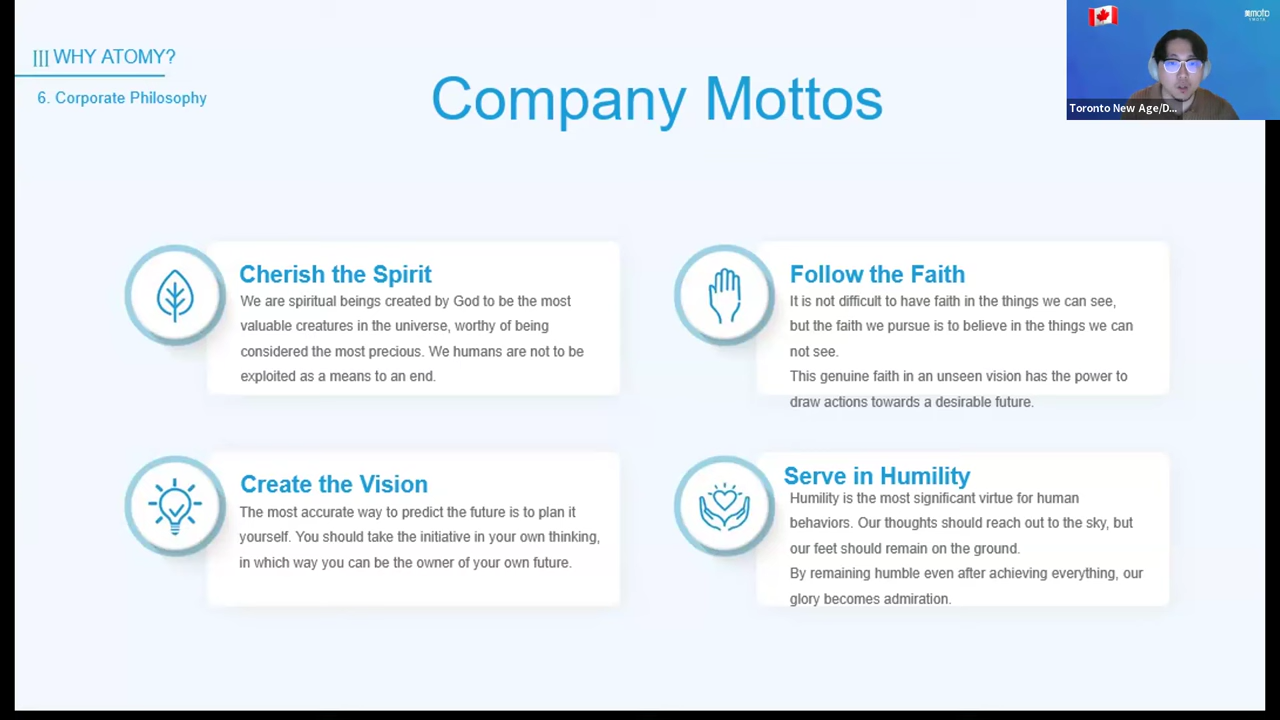 III WHY ATOMY?
6. Corporate Philosophy
Company Mottos
moto
Toronto New Age/D...
Cherish the Spirit
We are spiritual beings created by God to be the most
valuable creatures in the universe, worthy of being
considered the most precious. We humans are not to be
exploited as a means to an end.
Follow the Faith
It is not difficult to have faith in the things we can see,
but the faith we pursue is to believe in the things we can
not see.
This genuine faith in an unseen vision has the power to
draw actions towards a desirable future.
Create the Vision
The most accurate way to predict the future is to plan it
yourself. You should take the initiative in your own thinking,
in which way you can be the owner of your own future.
Serve in Humility
Humility is the most significant virtue for human
behaviors. Our thoughts should reach out to the sky, but
our feet should remain on the ground.
By remaining humble even after achieving everything, our
glory becomes admiration.